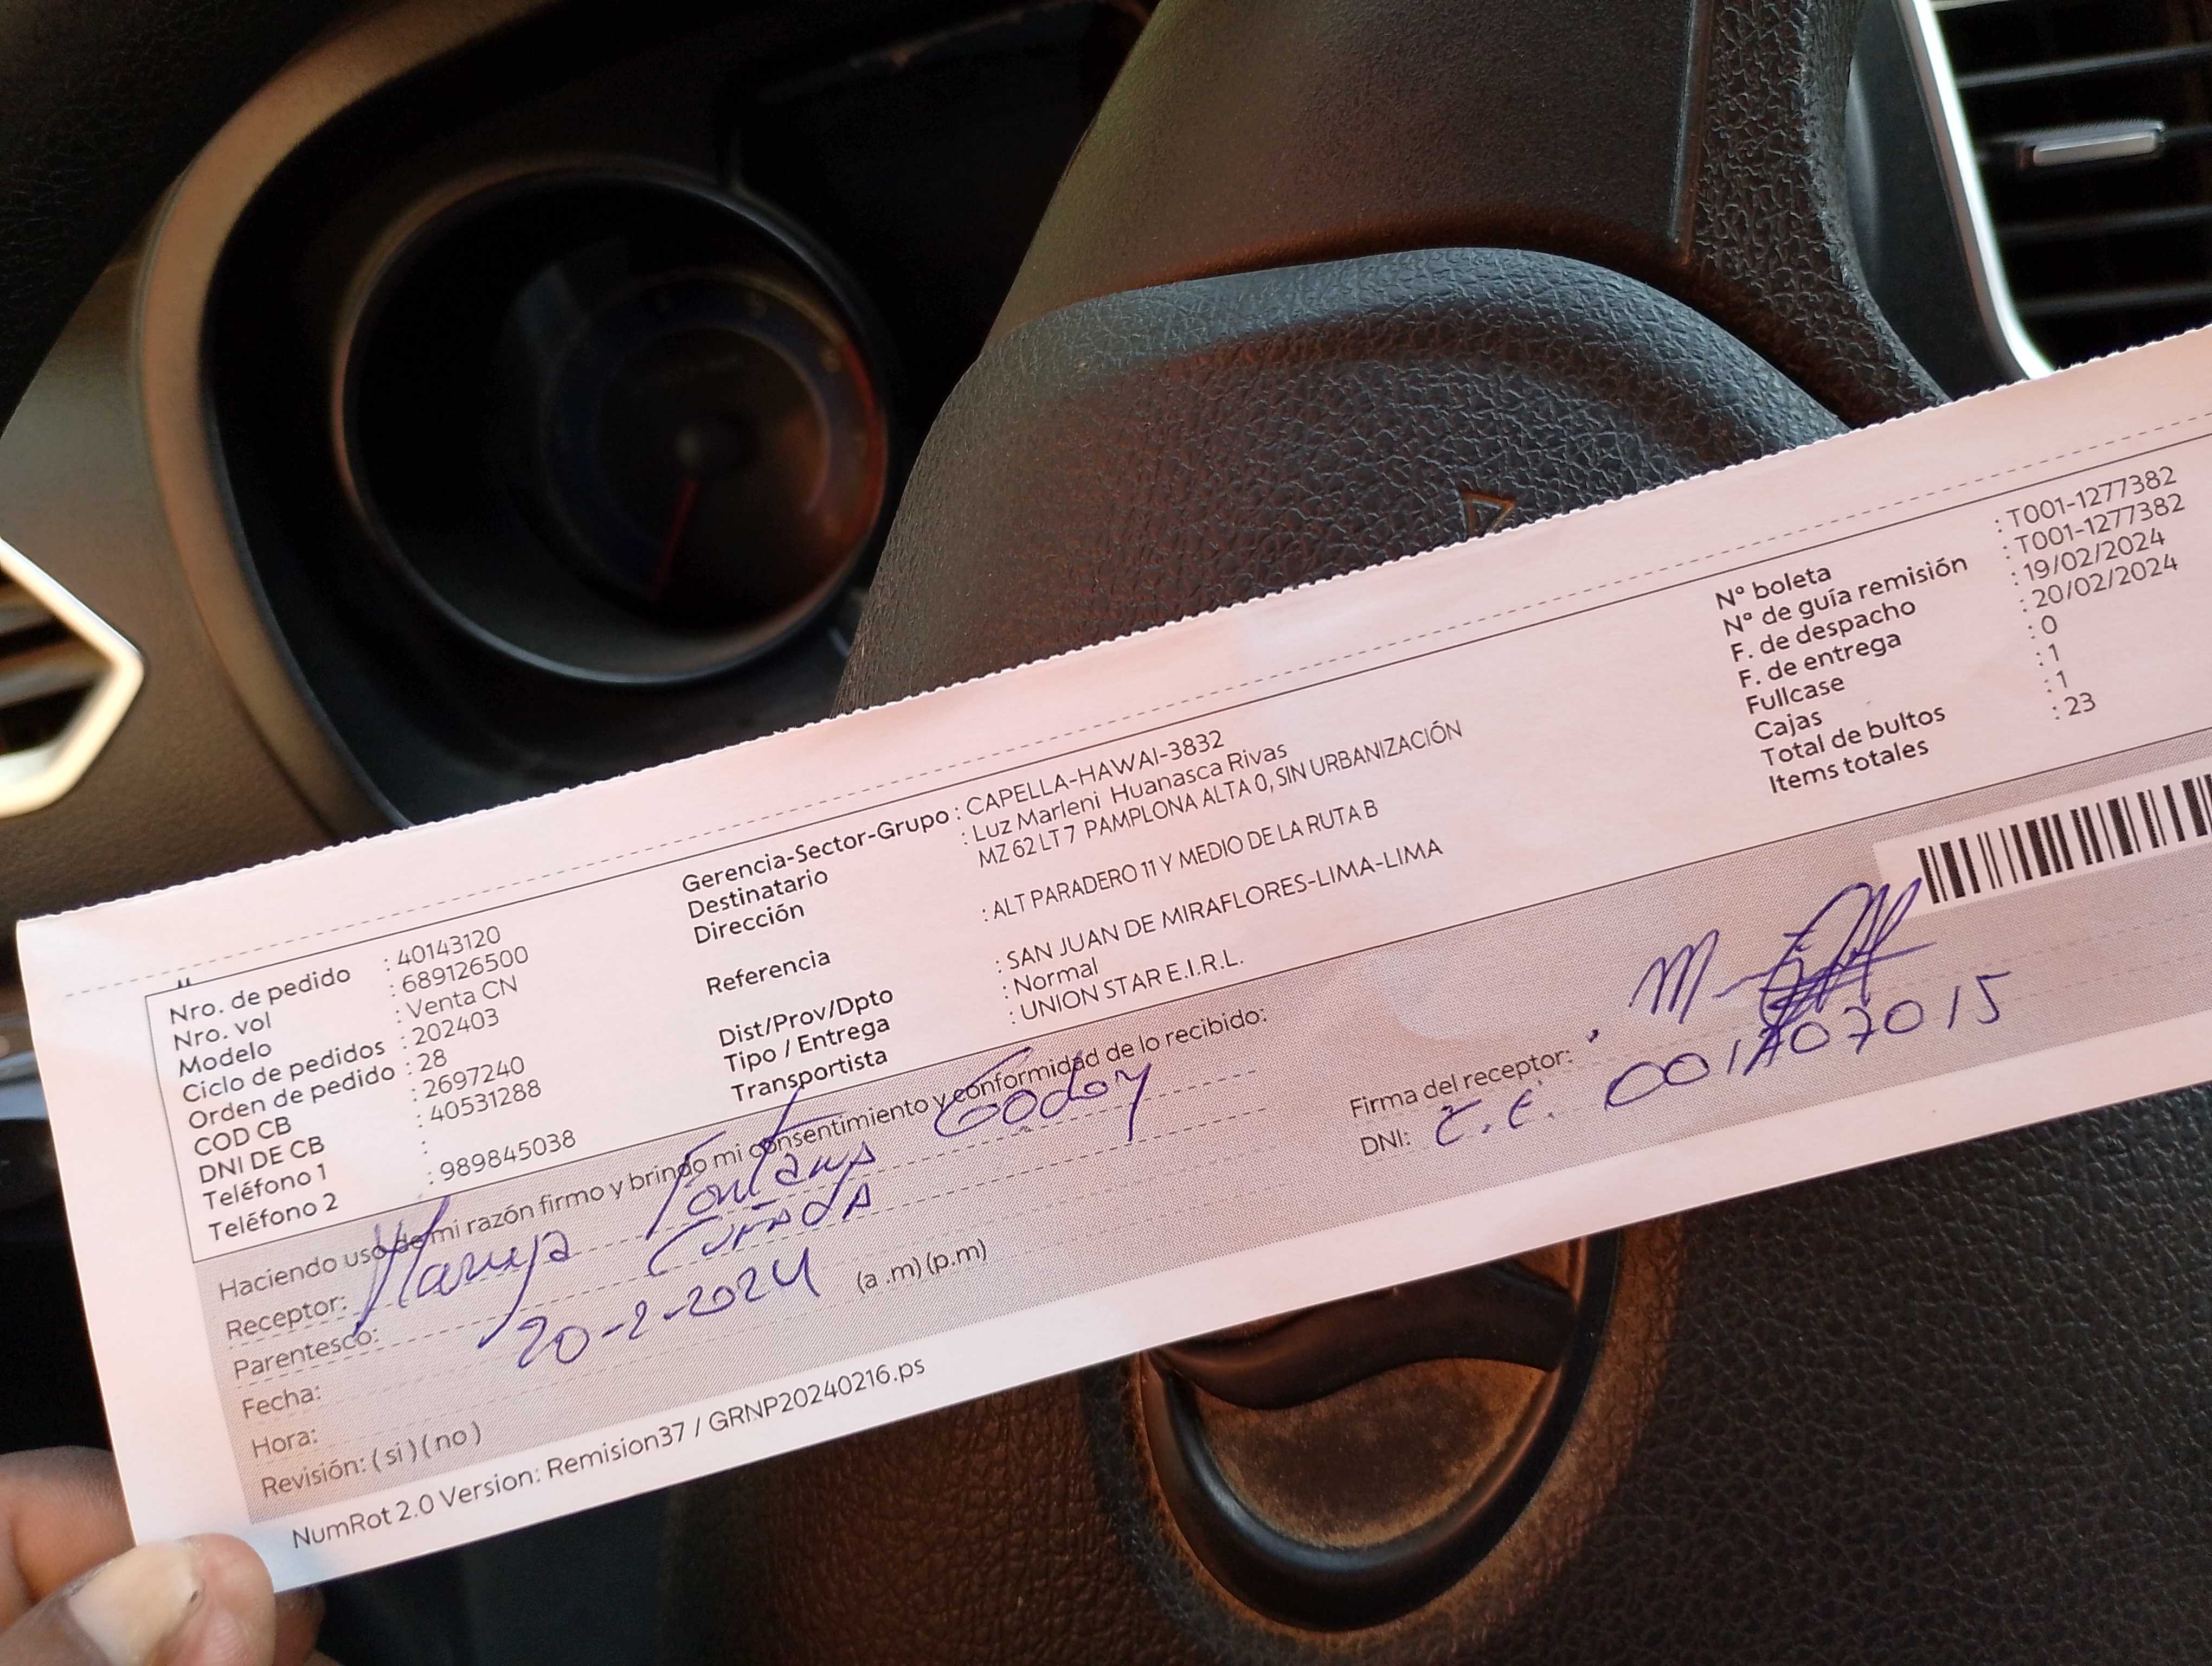 Nro. de pedido : 40143120
Nro. vol : 689126500
Modelo : Venta CN
Ciclo de pedidos : 202403
Orden de pedido : 28
COD CB : 2697240
DNI DE CB : 40531288
Teléfono 1 :
Teléfono 2 : 989845038
Gerencia-Sector-Grupo : CAPELLA-HAWAI-3832
Destinatario : Luz Marleni Huanasca Rivas
Dirección MZ 62 LT 7 PAMPLONA ALTA 0, SIN URBANIZACIÓN
Referencia : ALT PARADERO 11 Y MEDIO DE LA RUTA B
Dist/Prov/Dpto : SAN JUAN DE MIRAFLORES-LIMA-LIMA
Tipo / Entrega : Normal
Transportista : UNION STAR E.I.R.L.
N° boleta : T001-1277382
N° de guía remisión : T001-1277382
F. de despacho : 19/02/2024
F. de entrega : 20/02/2024
Fullcase : 0
Cajas : 1
Total de bultos : 1
Items totales : 23
Haciendo uso de mi razón firmo y brindo mi consentimiento y conformidad de lo recibido:
Receptor: Maruja Fontana Godoy
Parentesco: Cuñada
Fecha: 20-2-2024
Hora: (a .m) (p.m)
Revisión: ( si ) ( no )
Firma del receptor:
DNI: C.E.
NumRot 2.0 Version: Remision37 / GRNP20240216.ps